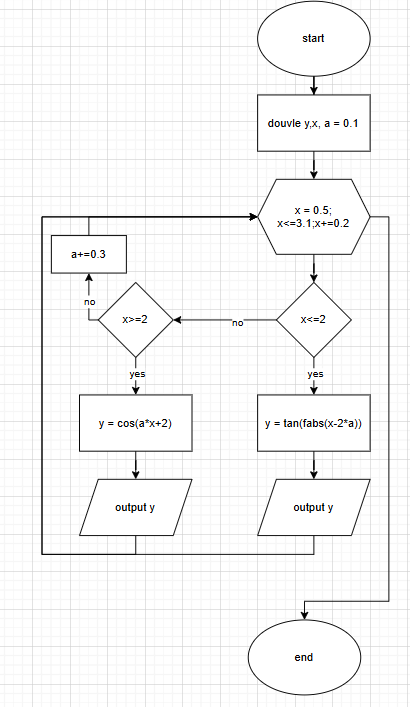 start
douvle y,x, a = 0.1
x = 0.5;
x<=3.1;x+=0.2
a+=0.3
no
x>=2
no
x<=2
yes
yes
y = cos(a*x+2)
y = tan(fabs(x-2*a))
output y
output y
end